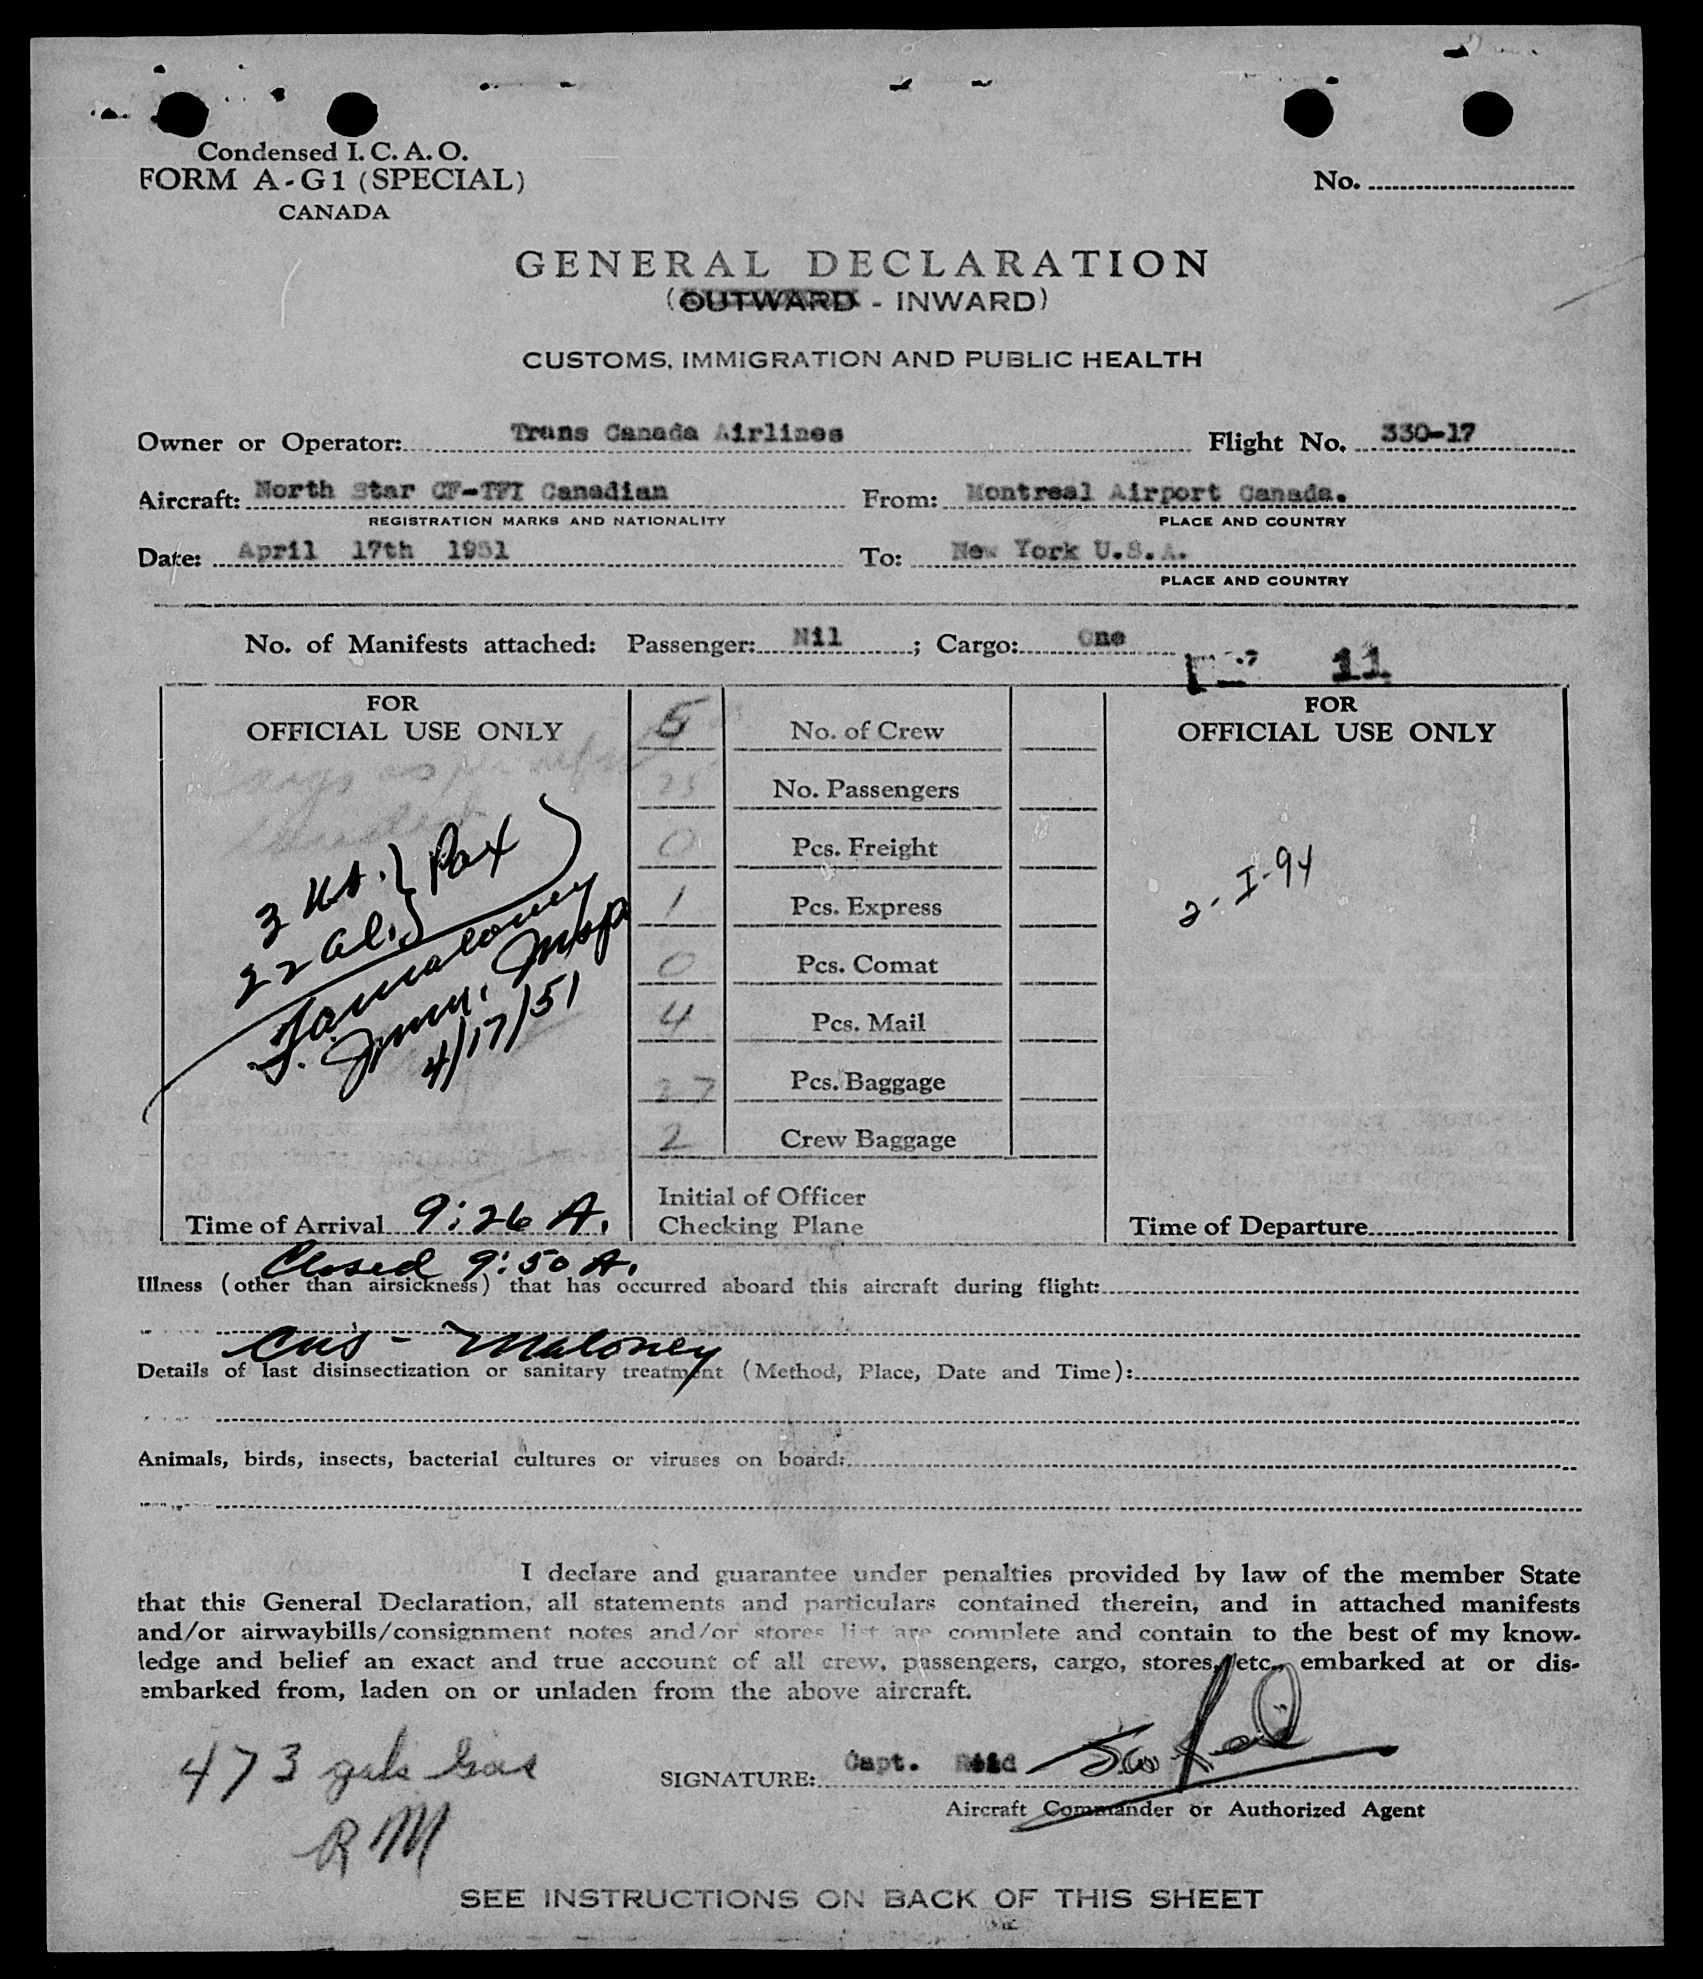 Condensed I. C. A. O.
FORM A-G1 (SPECIAL)
CANADA
No.
GENERAL DECLARATION
(OUTWARD - INWARD)
CUSTOMS, IMMIGRATION AND PUBLIC HEALTH
Owner or Operator: Trans Canada Airlines Flight No. 330-17
Aircraft: North Star CF-TFI Canadian From: Montreal Airport Canada.
REGISTRATION MARKS AND NATIONALITY PLACE AND COUNTRY
Date: April 17th 1951 To: New York U.S.A.
PLACE AND COUNTRY
No. of Manifests attached: Passenger: Nil ; Cargo: One
11
FOR
OFFICIAL USE ONLY
3 US. } Pax
22 al.
Imm. Insp
4/17/51
Time of Arrival 9:26 A.
Closed 9:50 A.
5 No. of Crew
25 No. Passengers
0 Pcs. Freight
1 Pcs. Express
0 Pcs. Comat
4 Pcs. Mail
27 Pcs. Baggage
2 Crew Baggage
Initial of Officer
Checking Plane
FOR
OFFICIAL USE ONLY
2-I-94
Time of Departure
Illness (other than airsickness) that has occurred aboard this aircraft during flight:
Cus - Maloney
Details of last disinsectization or sanitary treatment (Method, Place, Date and Time):
Animals, birds, insects, bacterial cultures or viruses on board:
I declare and guarantee under penalties provided by law of the member State
that this General Declaration, all statements and particulars contained therein, and in attached manifests
and/or airwaybills/consignment notes and/or stores list are complete and contain to the best of my know-
ledge and belief an exact and true account of all crew, passengers, cargo, stores, etc., embarked at or dis-
embarked from, laden on or unladen from the above aircraft.
473 gals Gas
RM
SIGNATURE: Capt. Reid
Aircraft Commander or Authorized Agent
SEE INSTRUCTIONS ON BACK OF THIS SHEET